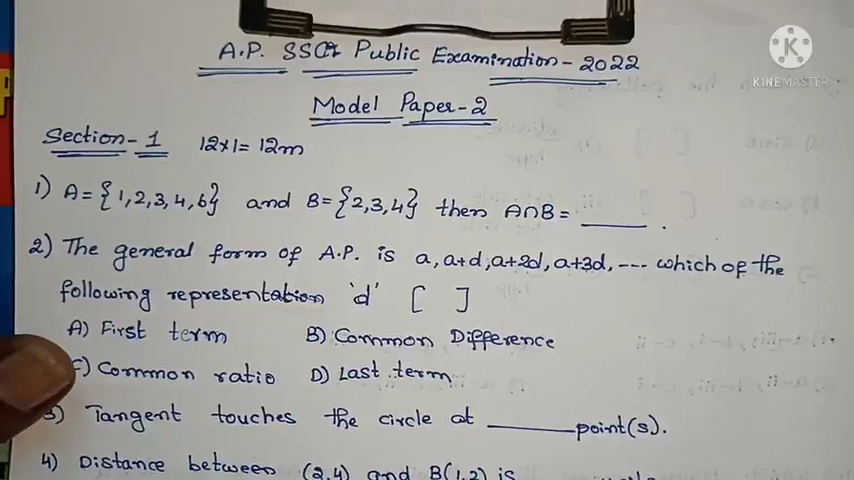 A.P. SSC Public Examination - 2022
KINEMASTER
Model Paper - 2
Section - 1 12×1= 12m
1) A = {1,2,3,4,6} and B = {2,3,4} then A∩B = ______ .
2) The general form of A.P. is a, a+d, a+2d, a+3d, --- which of the
following representation 'd' [ ]
A) First term B) Common Difference
C) Common ratio D) Last term
3) Tangent touches the circle at ______ point(s).
4) Distance between (2,4) and B(1,2) is